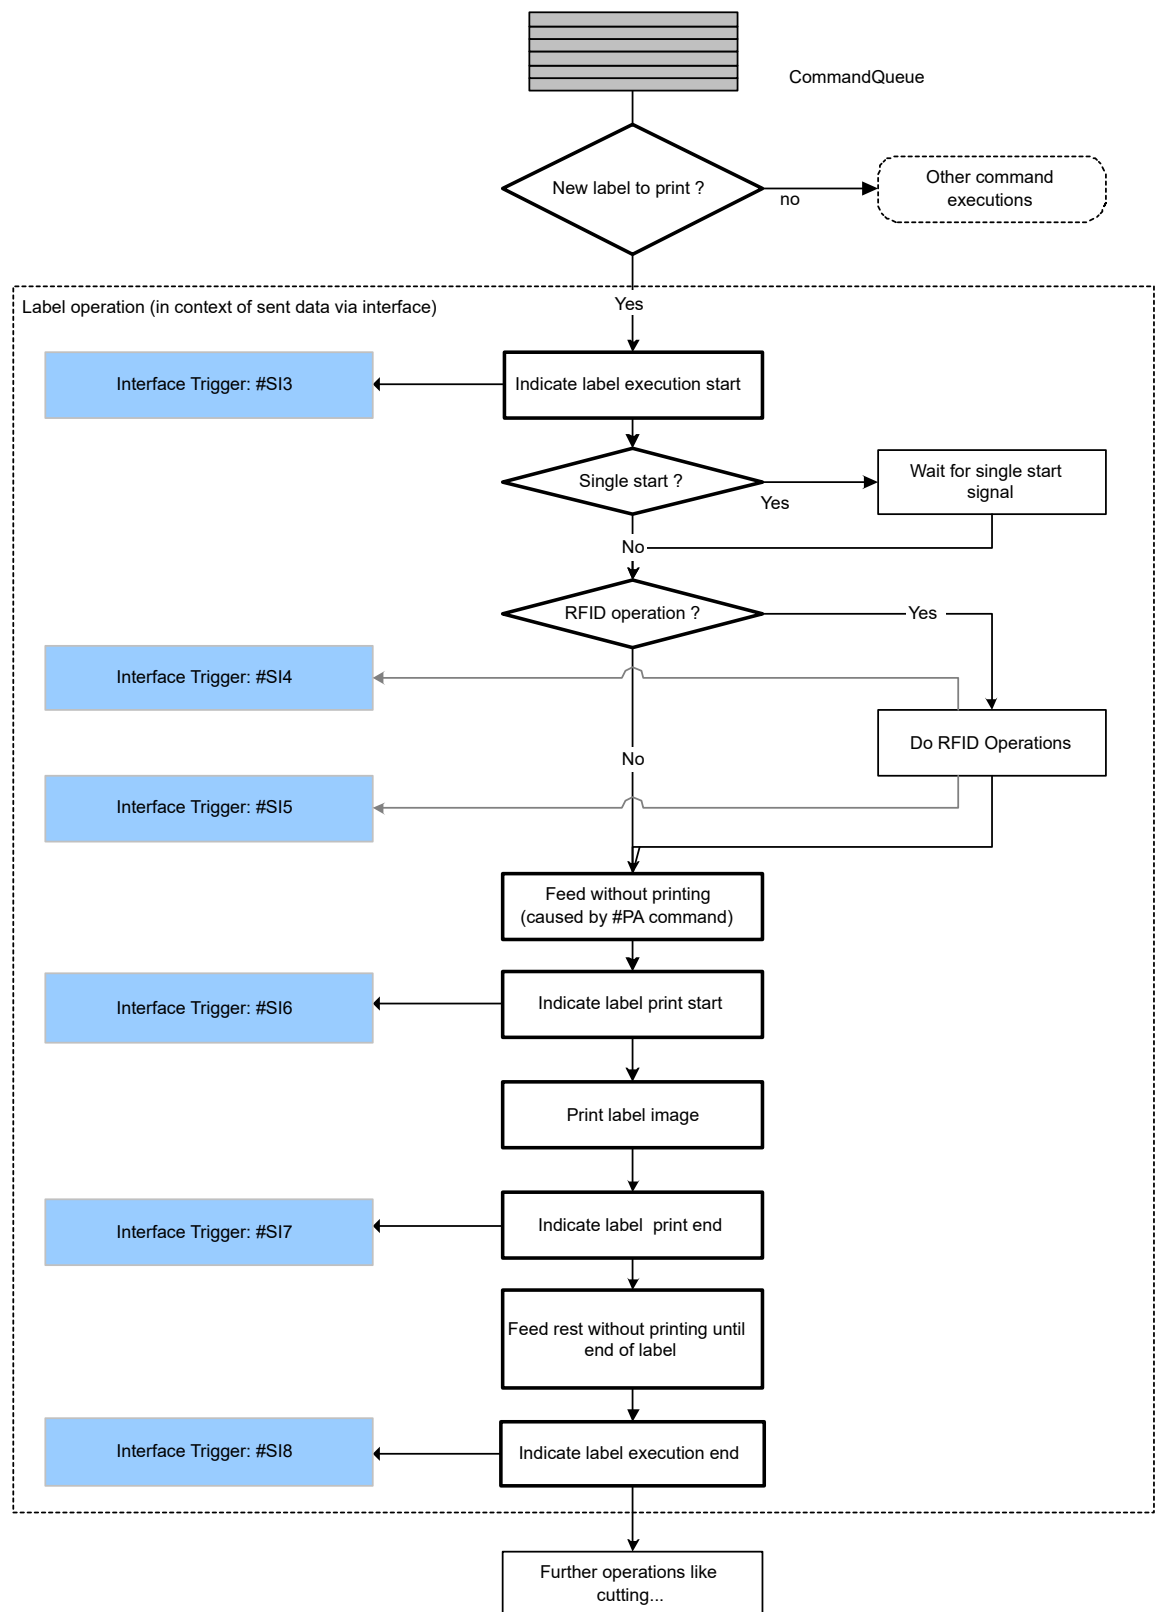 CommandQueue
New label to print ?
no
Other command
executions
Yes
Label operation (in context of sent data via interface)
Interface Trigger: #SI3
Indicate label execution start
Single start ?
Yes
Wait for single start
signal
No
RFID operation ?
Yes
Interface Trigger: #SI4
Do RFID Operations
No
Interface Trigger: #SI5
Feed without printing
(caused by #PA command)
Interface Trigger: #SI6
Indicate label print start
Print label image
Interface Trigger: #SI7
Indicate label  print end
Feed rest without printing until
end of label
Interface Trigger: #SI8
Indicate label execution end
Further operations like
cutting...